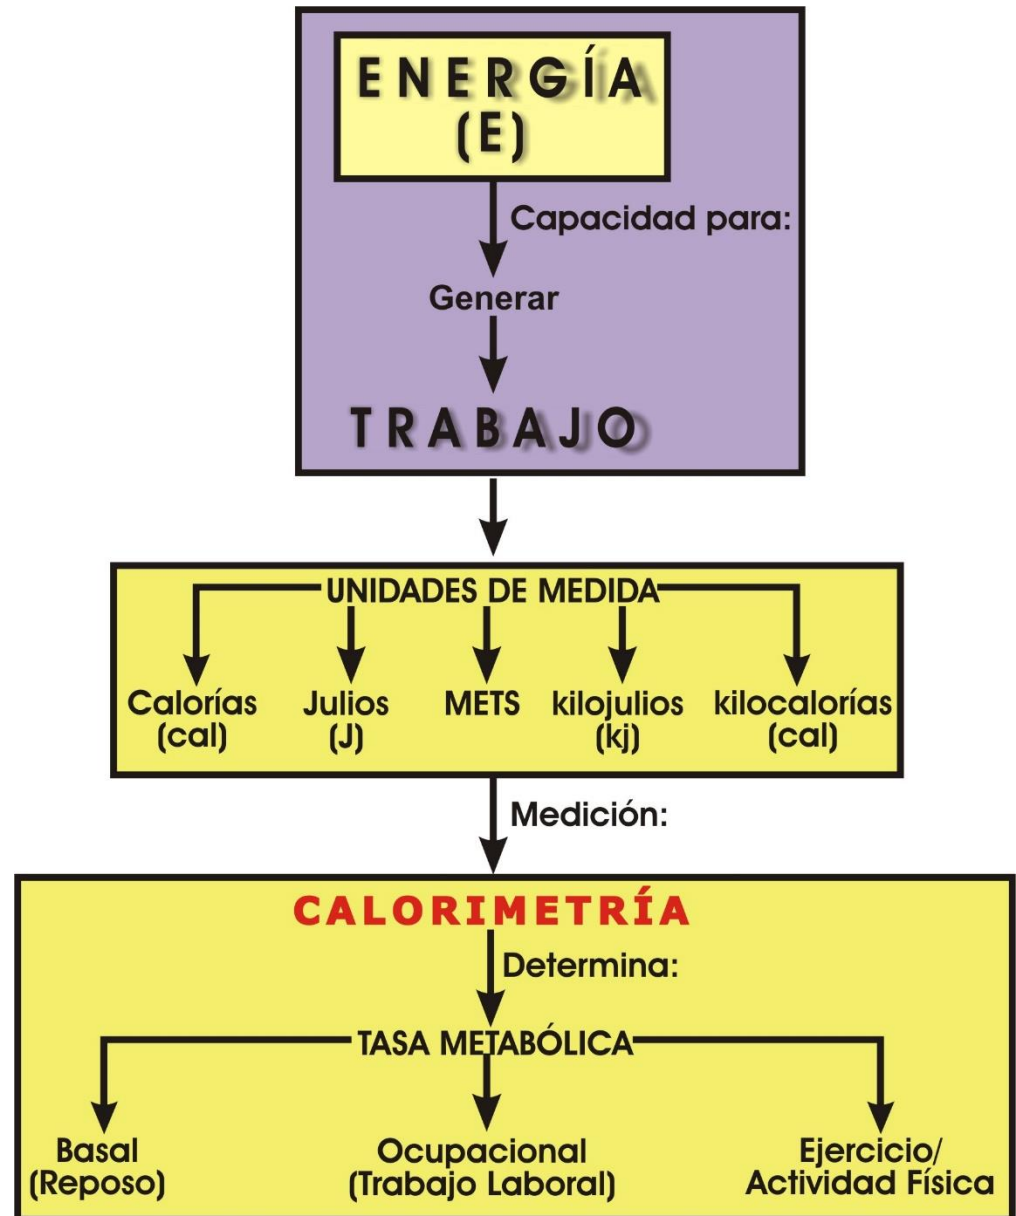 ENERGÍA
(E)
Capacidad para:
Generar
TRABAJO
UNIDADES DE MEDIDA
Calorías
(cal)
Julios
(J)
METS
kilojulios
(kj)
kilocalorías
(cal)
Medición:
CALORIMETRÍA
Determina:
TASA METABÓLICA
Basal
(Reposo)
Ocupacional
(Trabajo Laboral)
Ejercicio/
Actividad Física